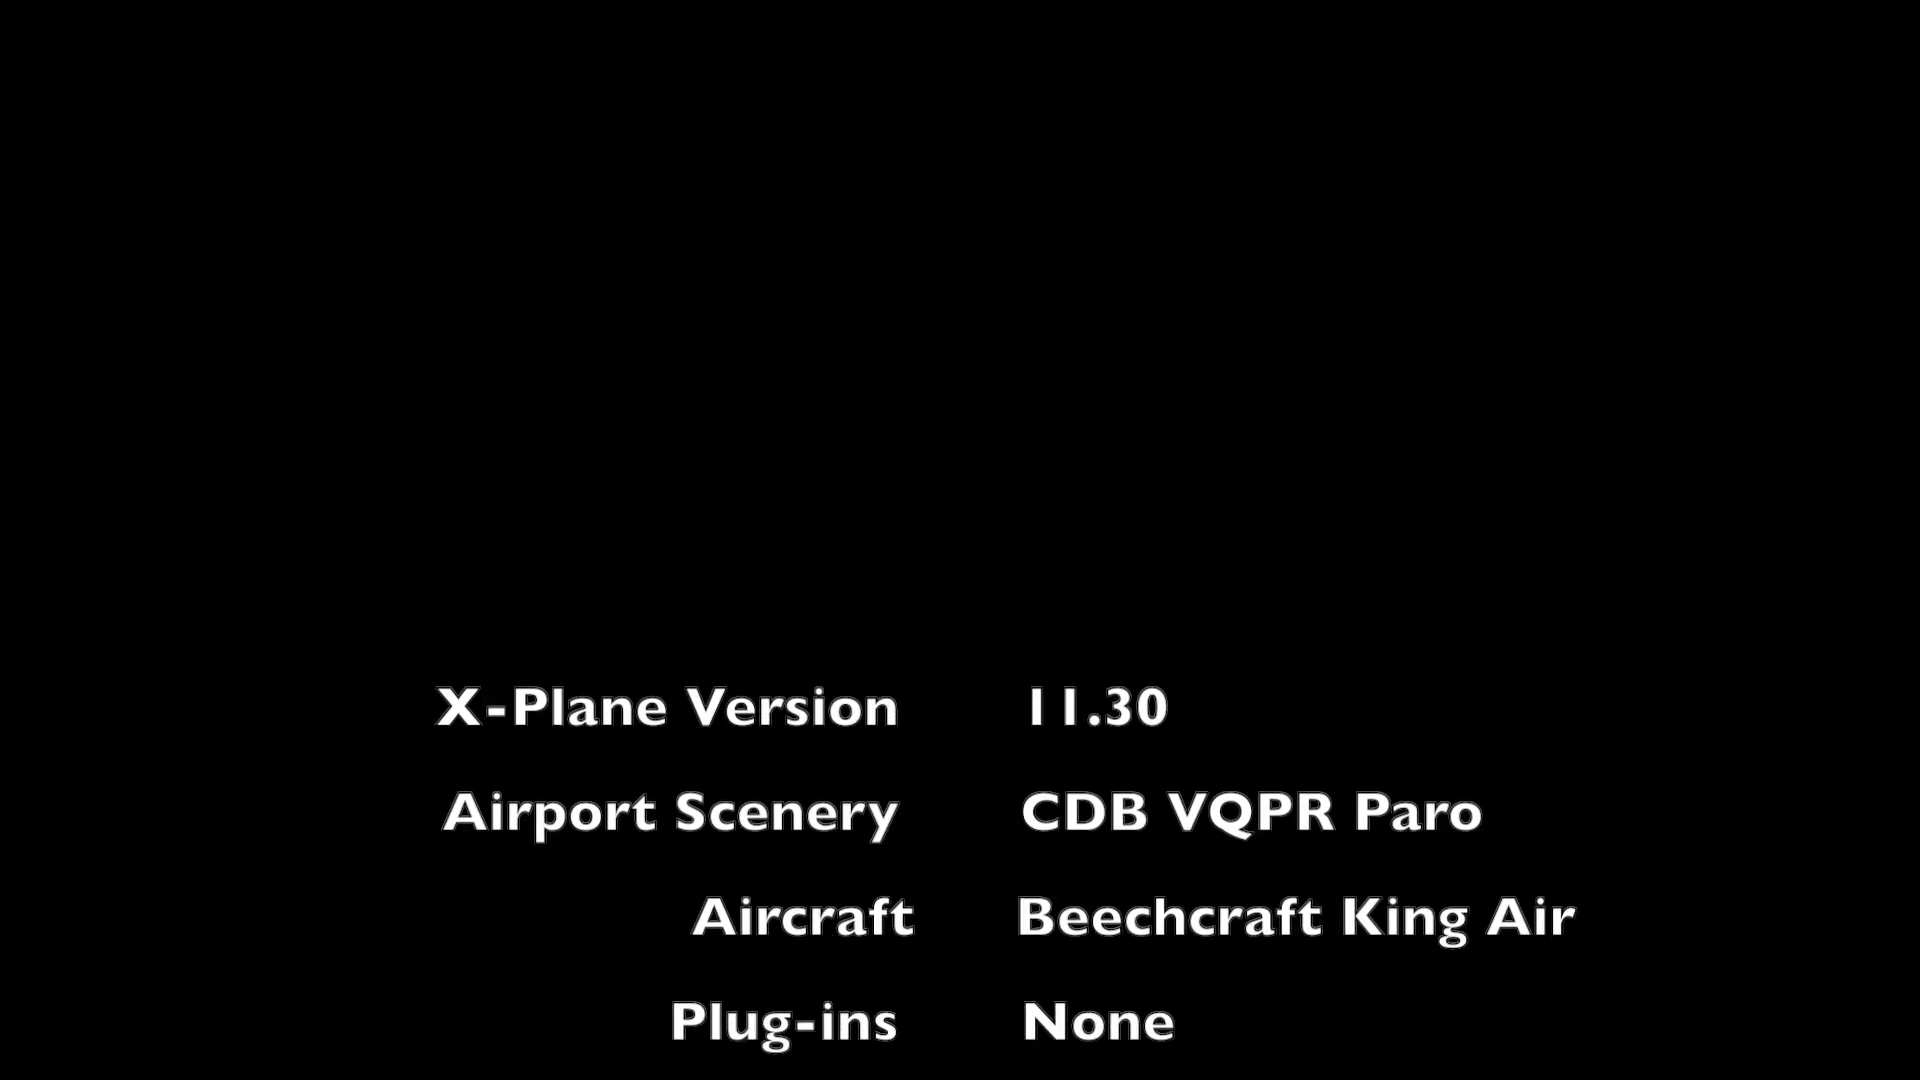 X-Plane Version 11.30
Airport Scenery CDB VQPR Paro
Aircraft Beechcraft King Air
Plug-ins None